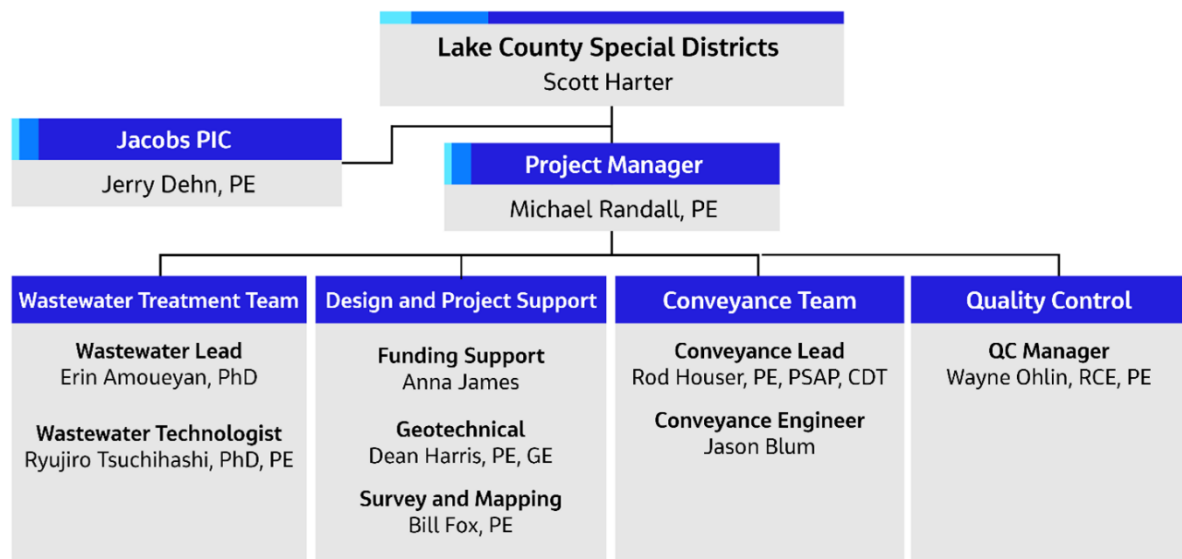 Lake County Special Districts
Scott Harter
Jacobs PIC
Jerry Dehn, PE
Project Manager
Michael Randall, PE
Wastewater Treatment Team
Wastewater Lead
Erin Amoueyan, PhD
Wastewater Technologist
Ryujiro Tsuchihashi, PhD, PE
Design and Project Support
Funding Support
Anna James
Geotechnical
Dean Harris, PE, GE
Survey and Mapping
Bill Fox, PE
Conveyance Team
Conveyance Lead
Rod Houser, PE, PSAP, CDT
Conveyance Engineer
Jason Blum
Quality Control
QC Manager
Wayne Ohlin, RCE, PE